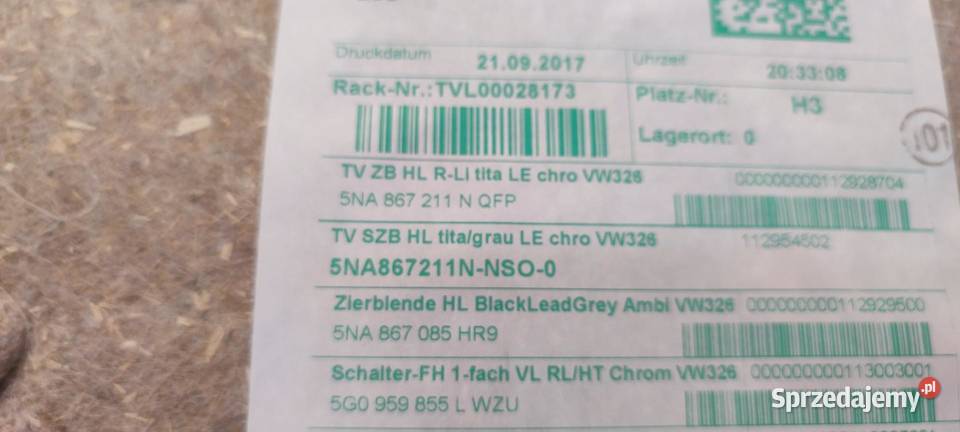 Druckdatum 21.09.2017 Uhrzeit 20:33:08
Rack-Nr.:TVL00028173 Platz-Nr.: H3
Lagerort: 0
TV ZB HL R-Li tita LE chro VW326 000000000112928704
5NA 867 211 N QFP
TV SZB HL tita/grau LE chro VW326 112954502
5NA867211N-NSO-0
Zierblende HL BlackLeadGrey Ambi VW326 000000000112929500
5NA 867 085 HR9
Schalter-FH 1-fach VL RL/HT Chrom VW326 000000000113003001
5G0 959 855 L WZU
Sprzedajemy.pl